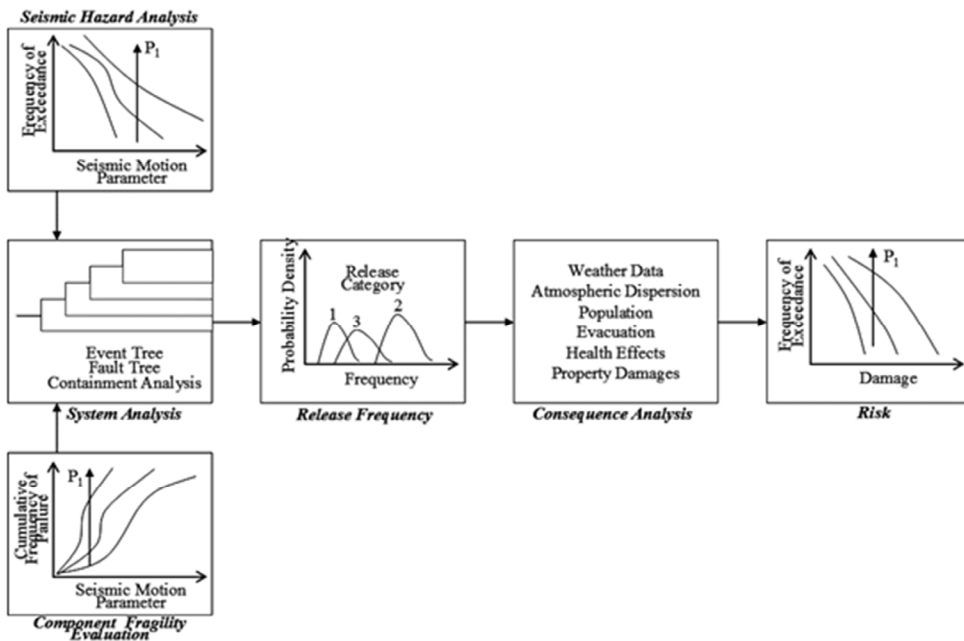 Seismic Hazard Analysis
Frequency of
Exceedance
P1
Seismic Motion
Parameter
Event Tree
Fault Tree
Containment Analysis
System Analysis
Probability Density
Release
Category
1
3
2
Frequency
Release Frequency
Weather Data
Atmospheric Dispersion
Population
Evacuation
Health Effects
Property Damages
Consequence Analysis
Frequency of
Exceedance
P1
Damage
Risk
Cumulative
Frequency of
Failure
P1
Seismic Motion
Parameter
Component Fragility
Evaluation